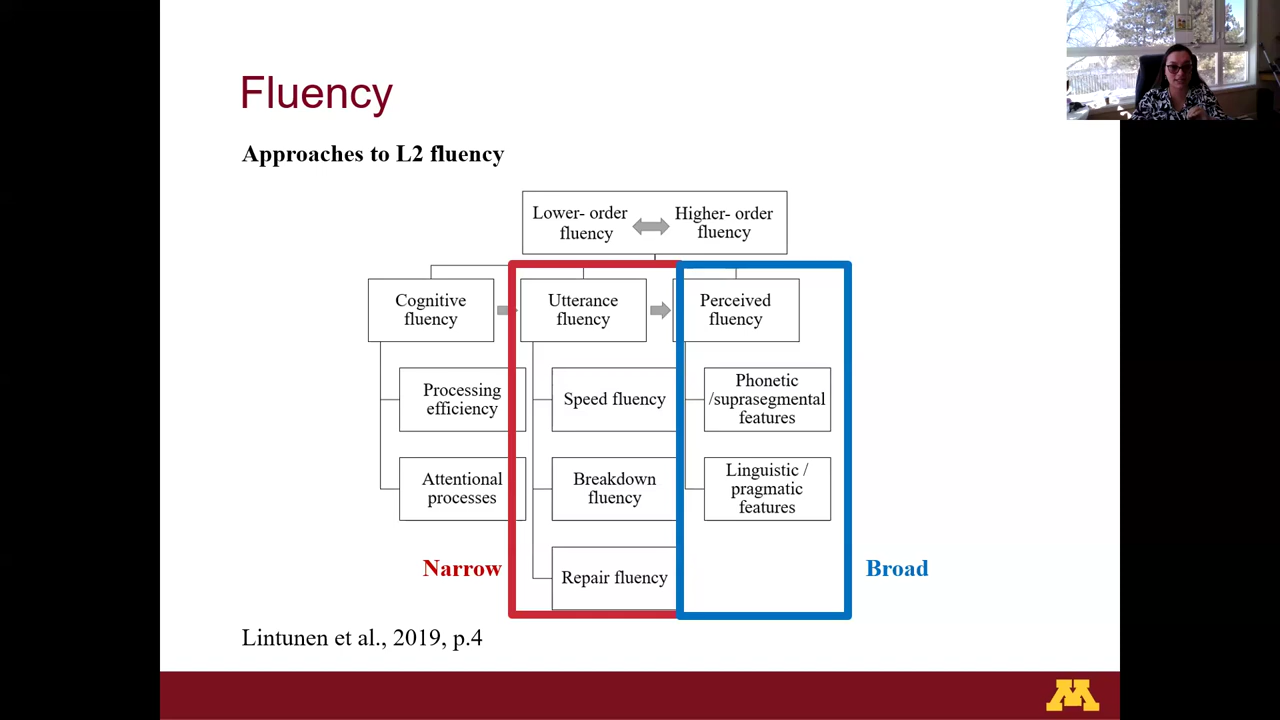 Fluency
Approaches to L2 fluency
Lower- order
fluency
Higher- order
fluency
Cognitive
fluency
Utterance
fluency
Perceived
fluency
Processing
efficiency
Speed fluency
Phonetic
/suprasegmental
features
Attentional
processes
Breakdown
fluency
Linguistic /
pragmatic
features
Repair fluency
Narrow
Broad
Lintunen et al., 2019, p.4
M